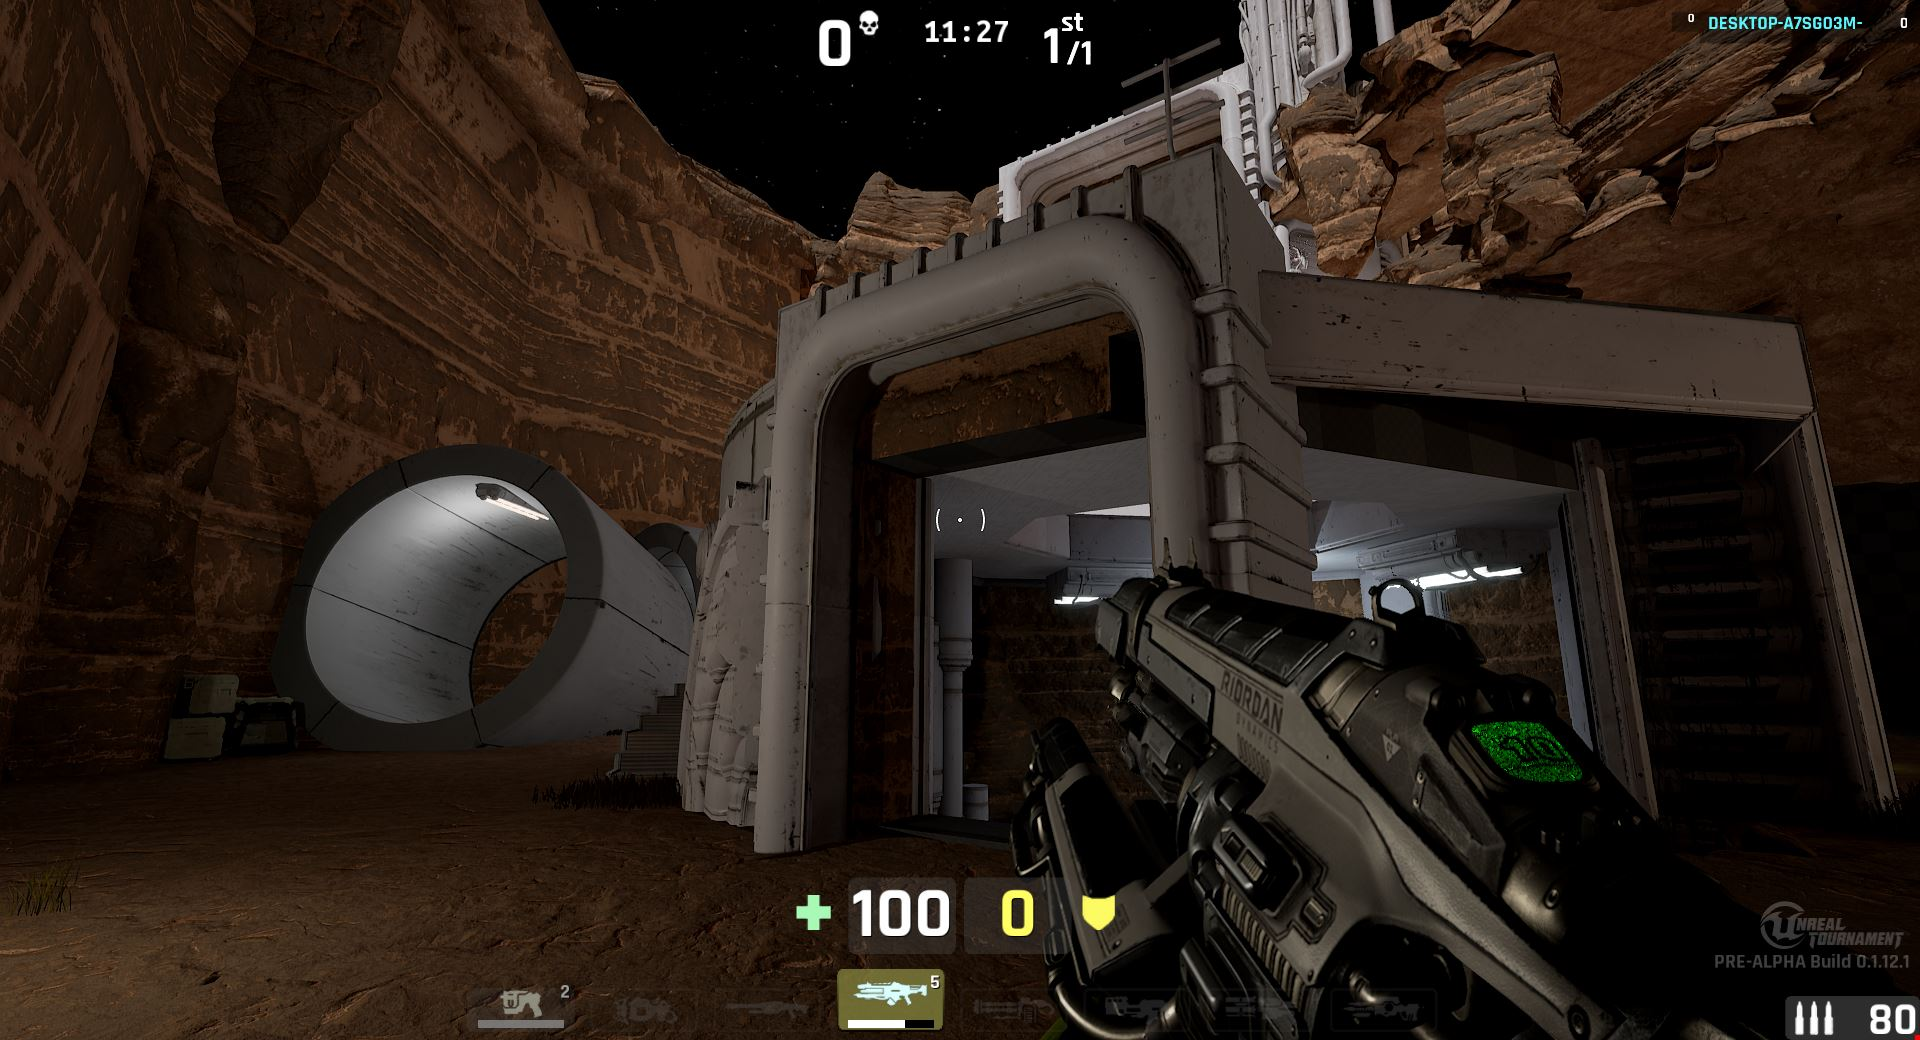 0
11:27
1st/1
0 DESKTOP-A7SGO3M- 0
RIORDAN
DYNAMICS
100
0
UNREAL
TOURNAMENT
PRE-ALPHA Build 0.1.12.1
2
5
80